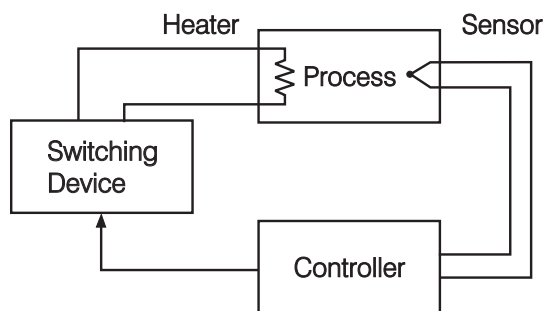 Heater
Sensor
Process
Switching
Device
Controller